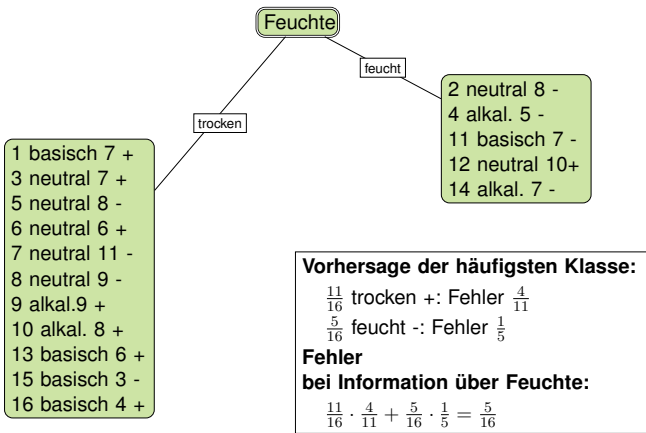 Feuchte
feucht
trocken
2 neutral 8 -
4 alkal. 5 -
11 basisch 7 -
12 neutral 10+
14 alkal. 7 -
1 basisch 7 +
3 neutral 7 +
5 neutral 8 -
6 neutral 6 +
7 neutral 11 -
8 neutral 9 -
9 alkal.9 +
10 alkal. 8 +
13 basisch 6 +
15 basisch 3 -
16 basisch 4 +
Vorhersage der häufigsten Klasse:
11/16 trocken +: Fehler 4/11
5/16 feucht -: Fehler 1/5
Fehler
bei Information über Feuchte:
11/16 · 4/11 + 5/16 · 1/5 = 5/16